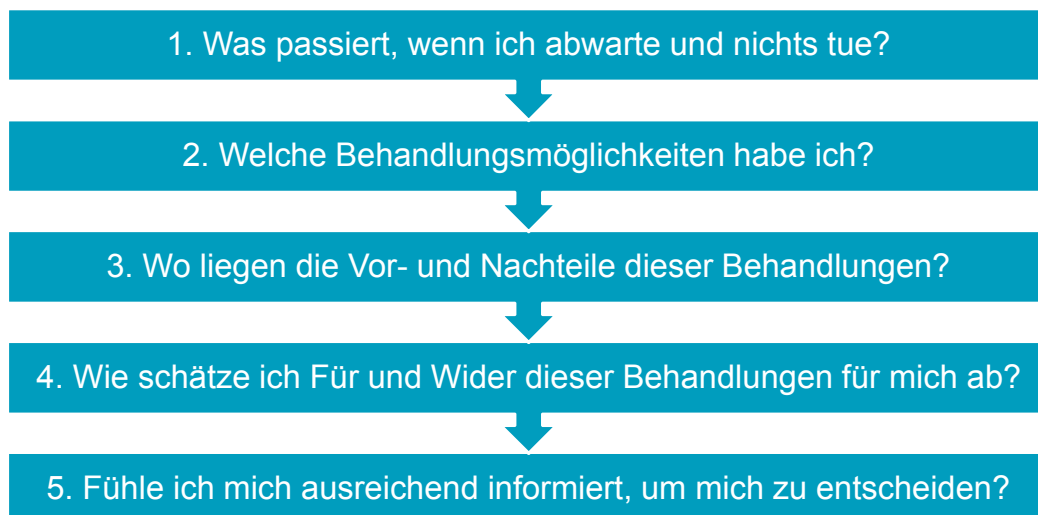 1. Was passiert, wenn ich abwarte und nichts tue?
2. Welche Behandlungsmöglichkeiten habe ich?
3. Wo liegen die Vor- und Nachteile dieser Behandlungen?
4. Wie schätze ich Für und Wider dieser Behandlungen für mich ab?
5. Fühle ich mich ausreichend informiert, um mich zu entscheiden?